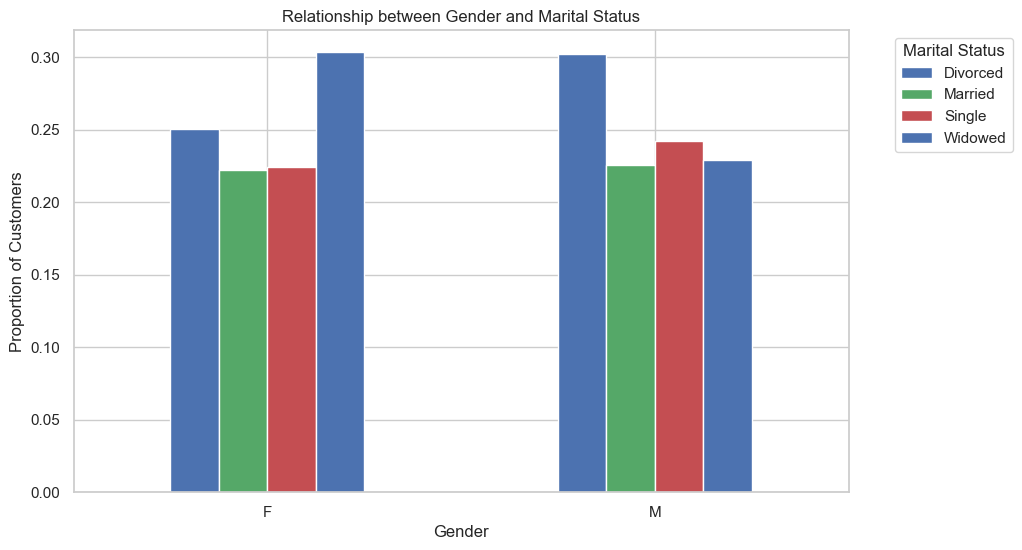 Relationship between Gender and Marital Status
Marital Status
Divorced
Married
Single
Widowed
Proportion of Customers
0.30
0.25
0.20
0.15
0.10
0.05
0.00
F
M
Gender